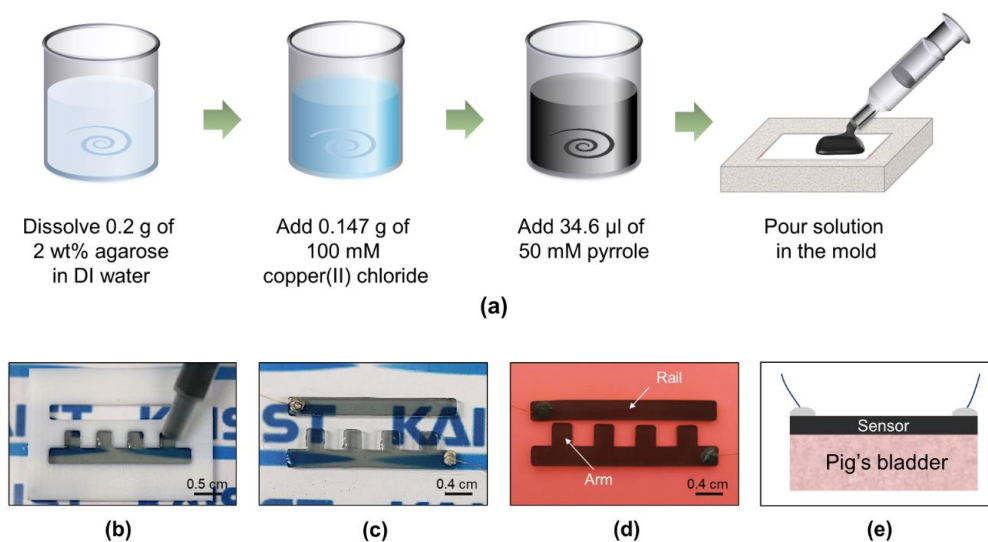 Dissolve 0.2 g of
2 wt% agarose
in DI water
Add 0.147 g of
100 mM
copper(II) chloride
Add 34.6 µl of
50 mM pyrrole
Pour solution
in the mold
(a)
KAIST
0.5 cm
(b)
KAI
0.4 cm
(c)
Rail
Arm
0.4 cm
(d)
Sensor
Pig's bladder
(e)